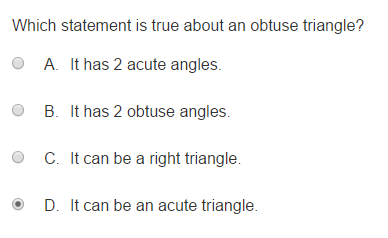 Which statement is true about an obtuse triangle?
A. It has 2 acute angles.
B. It has 2 obtuse angles.
C. It can be a right triangle.
D. It can be an acute triangle.